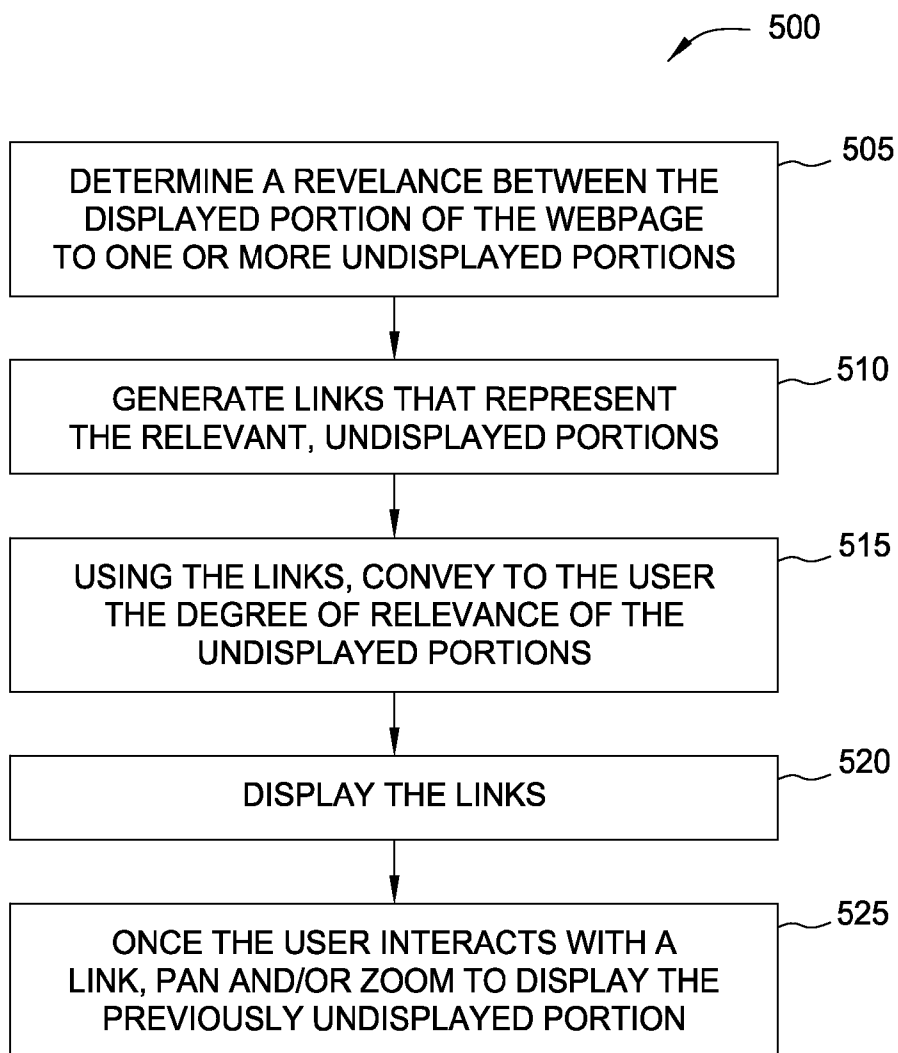 500
505
DETERMINE A REVELANCE BETWEEN THE
DISPLAYED PORTION OF THE WEBPAGE
TO ONE OR MORE UNDISPLAYED PORTIONS
510
GENERATE LINKS THAT REPRESENT
THE RELEVANT, UNDISPLAYED PORTIONS
515
USING THE LINKS, CONVEY TO THE USER
THE DEGREE OF RELEVANCE OF THE
UNDISPLAYED PORTIONS
520
DISPLAY THE LINKS
525
ONCE THE USER INTERACTS WITH A
LINK, PAN AND/OR ZOOM TO DISPLAY THE
PREVIOUSLY UNDISPLAYED PORTION